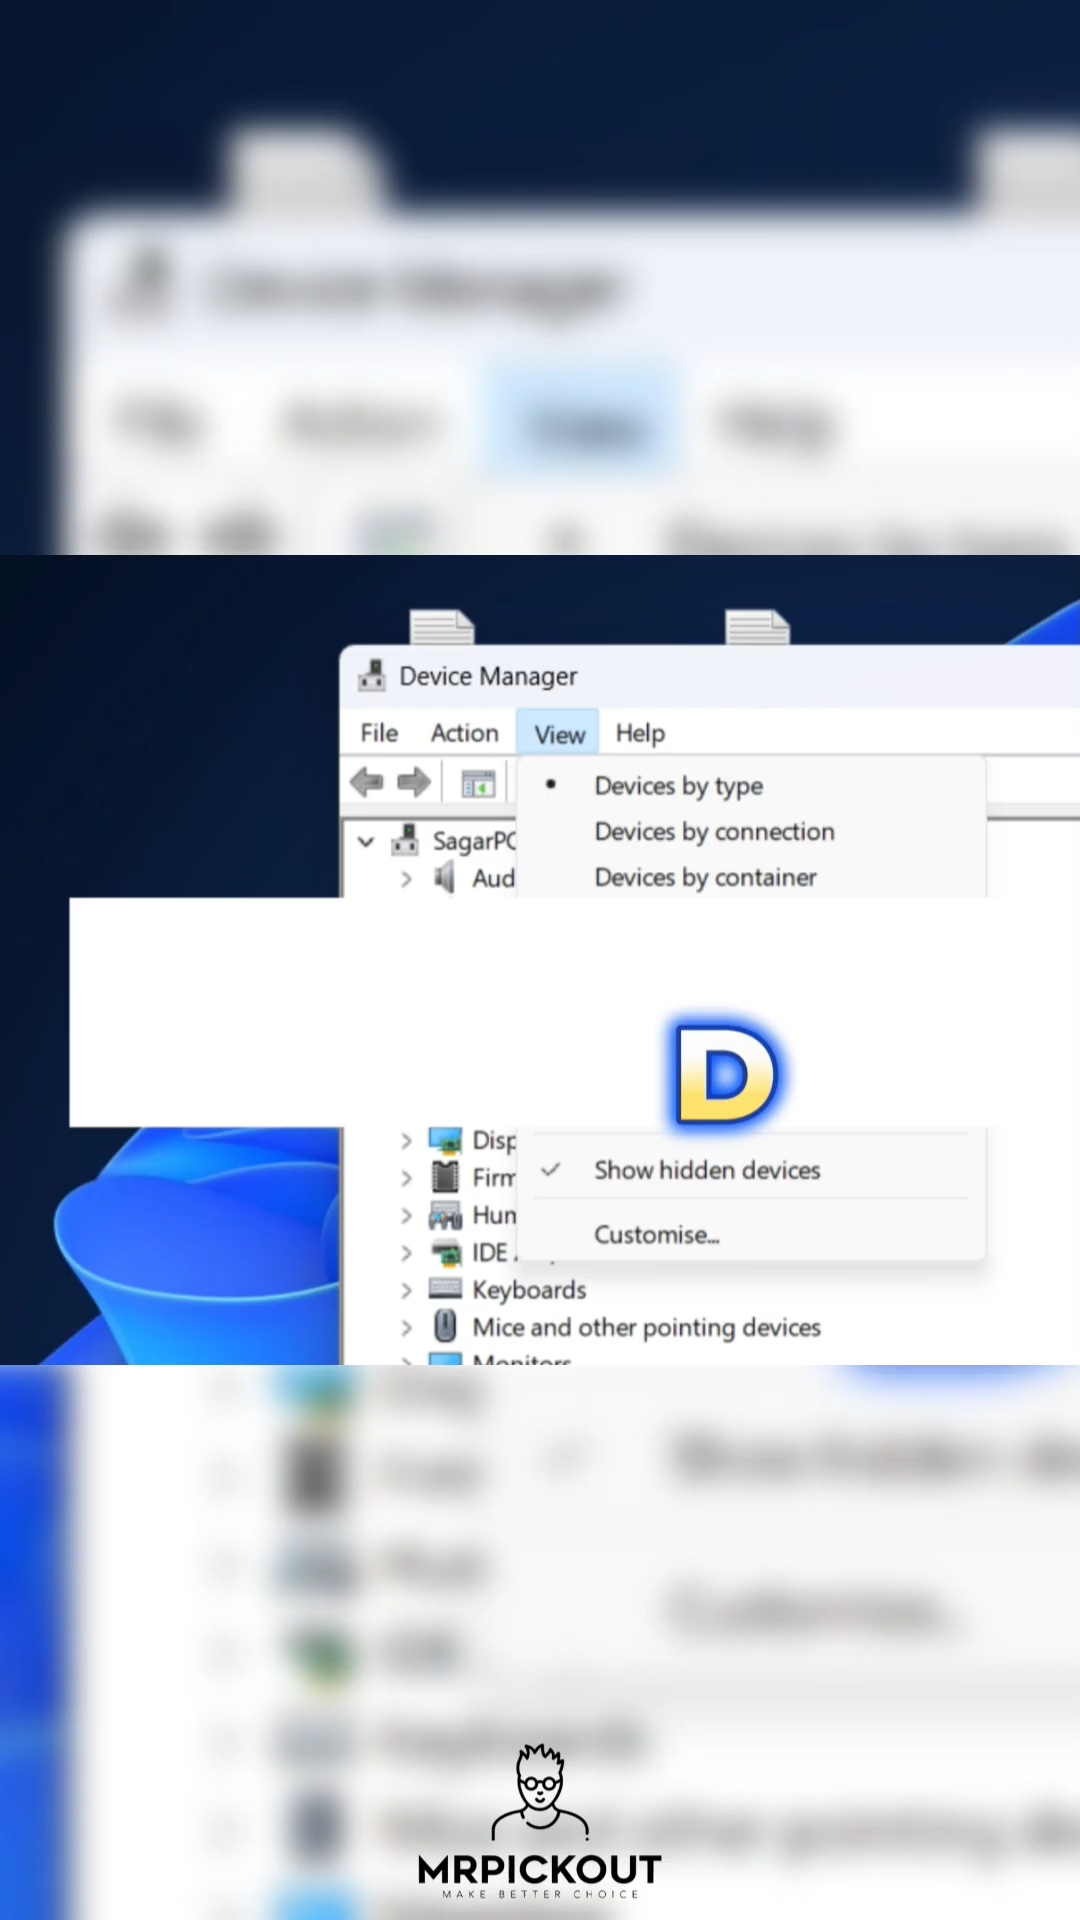 Device Manager
File Action View Help
Devices by type
Devices by connection
SagarPC
Devices by container
Aud
D
Disp
Show hidden devices
Firm
Hum
Customise...
IDE
Keyboards
Mice and other pointing devices
Monitors
MRPICKOUT
MAKE BETTER CHOICE